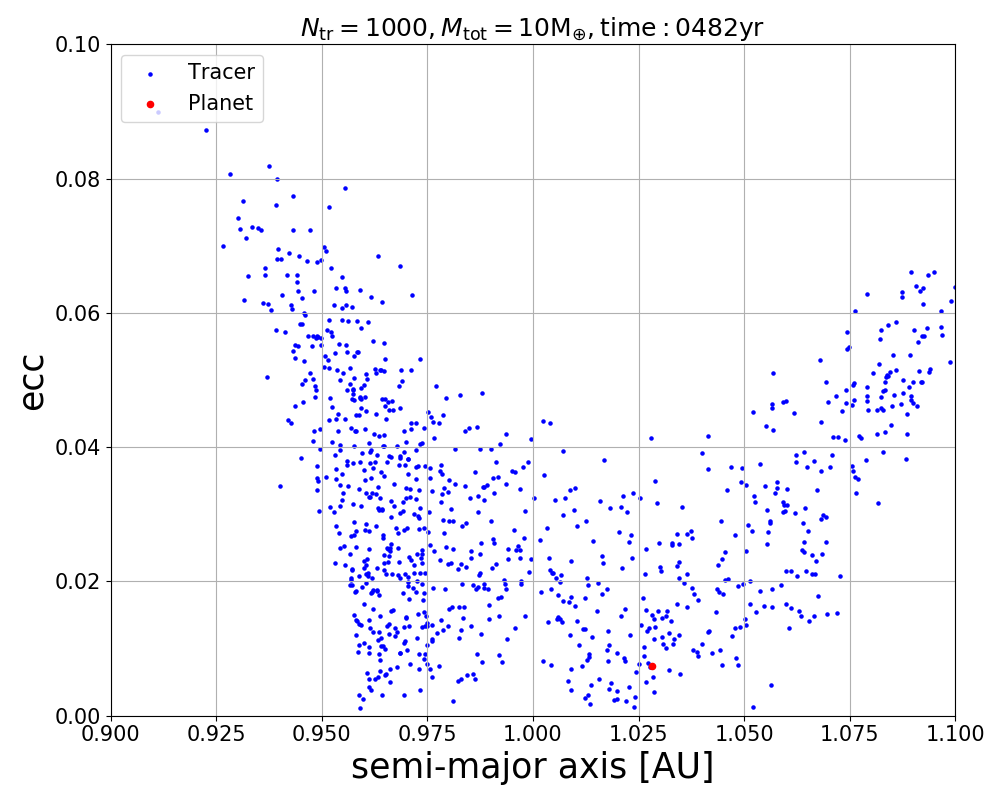 N_tr = 1000, M_tot = 10M_⊕, time : 0482yr
Tracer
Planet
ecc
0.10
0.08
0.06
0.04
0.02
0.00
0.900 0.925 0.950 0.975 1.000 1.025 1.050 1.075 1.100
semi-major axis [AU]